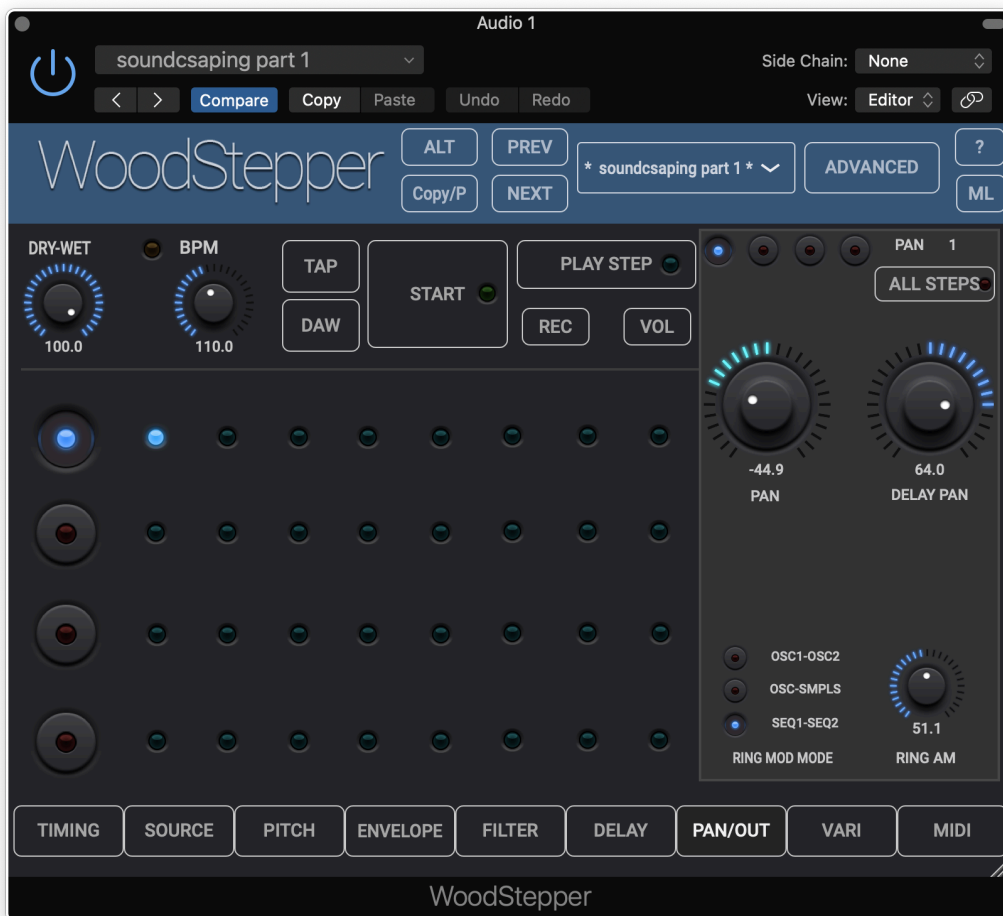 Audio 1
soundcsaping part 1
Side Chain: None
Compare Copy Paste Undo Redo
View: Editor
WoodStepper
ALT PREV
* soundcsaping part 1 *
ADVANCED
?
Copy/P NEXT
ML
DRY-WET BPM
100.0 110.0
TAP
DAW
START
PLAY STEP
REC VOL
PAN 1
ALL STEPS
-44.9 64.0
PAN DELAY PAN
OSC1-OSC2
OSC-SMPLS
SEQ1-SEQ2
51.1
RING MOD MODE RING AM
TIMING SOURCE PITCH ENVELOPE FILTER DELAY PAN/OUT VARI MIDI
WoodStepper